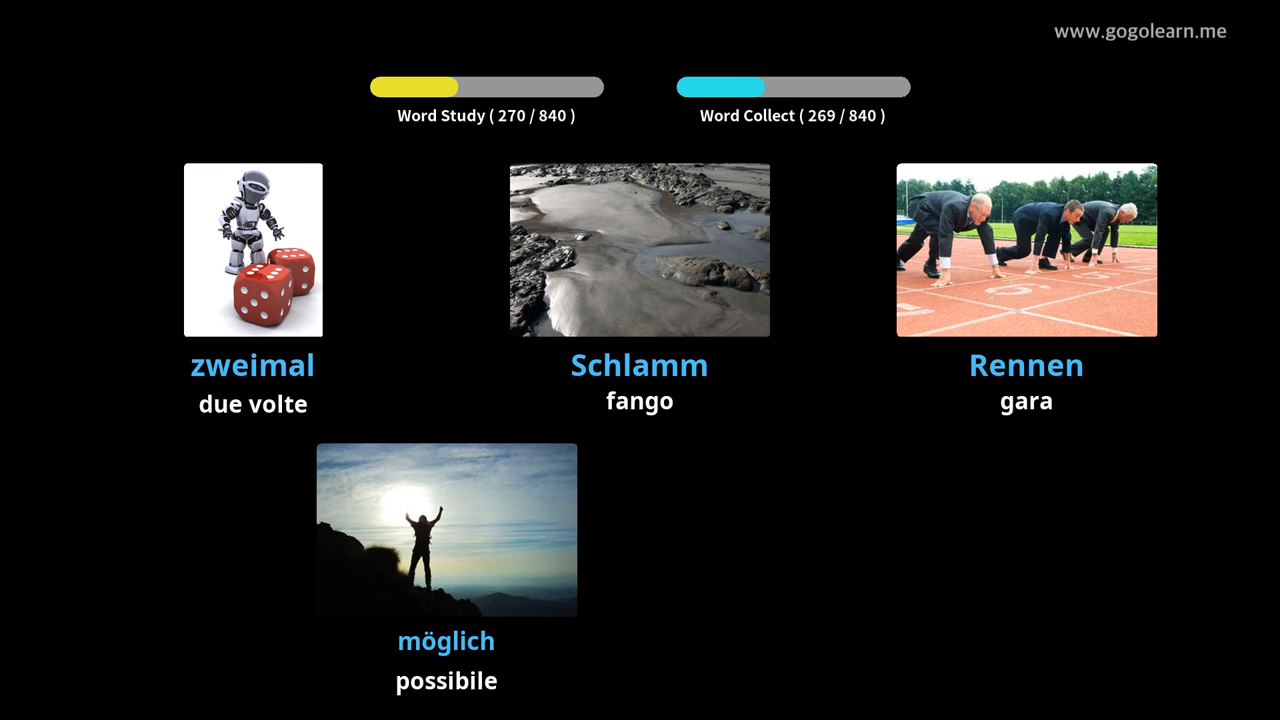 www.gogolearn.me
Word Study ( 270 / 840 )
Word Collect ( 269 / 840 )
zweimal
due volte
Schlamm
fango
Rennen
gara
möglich
possibile